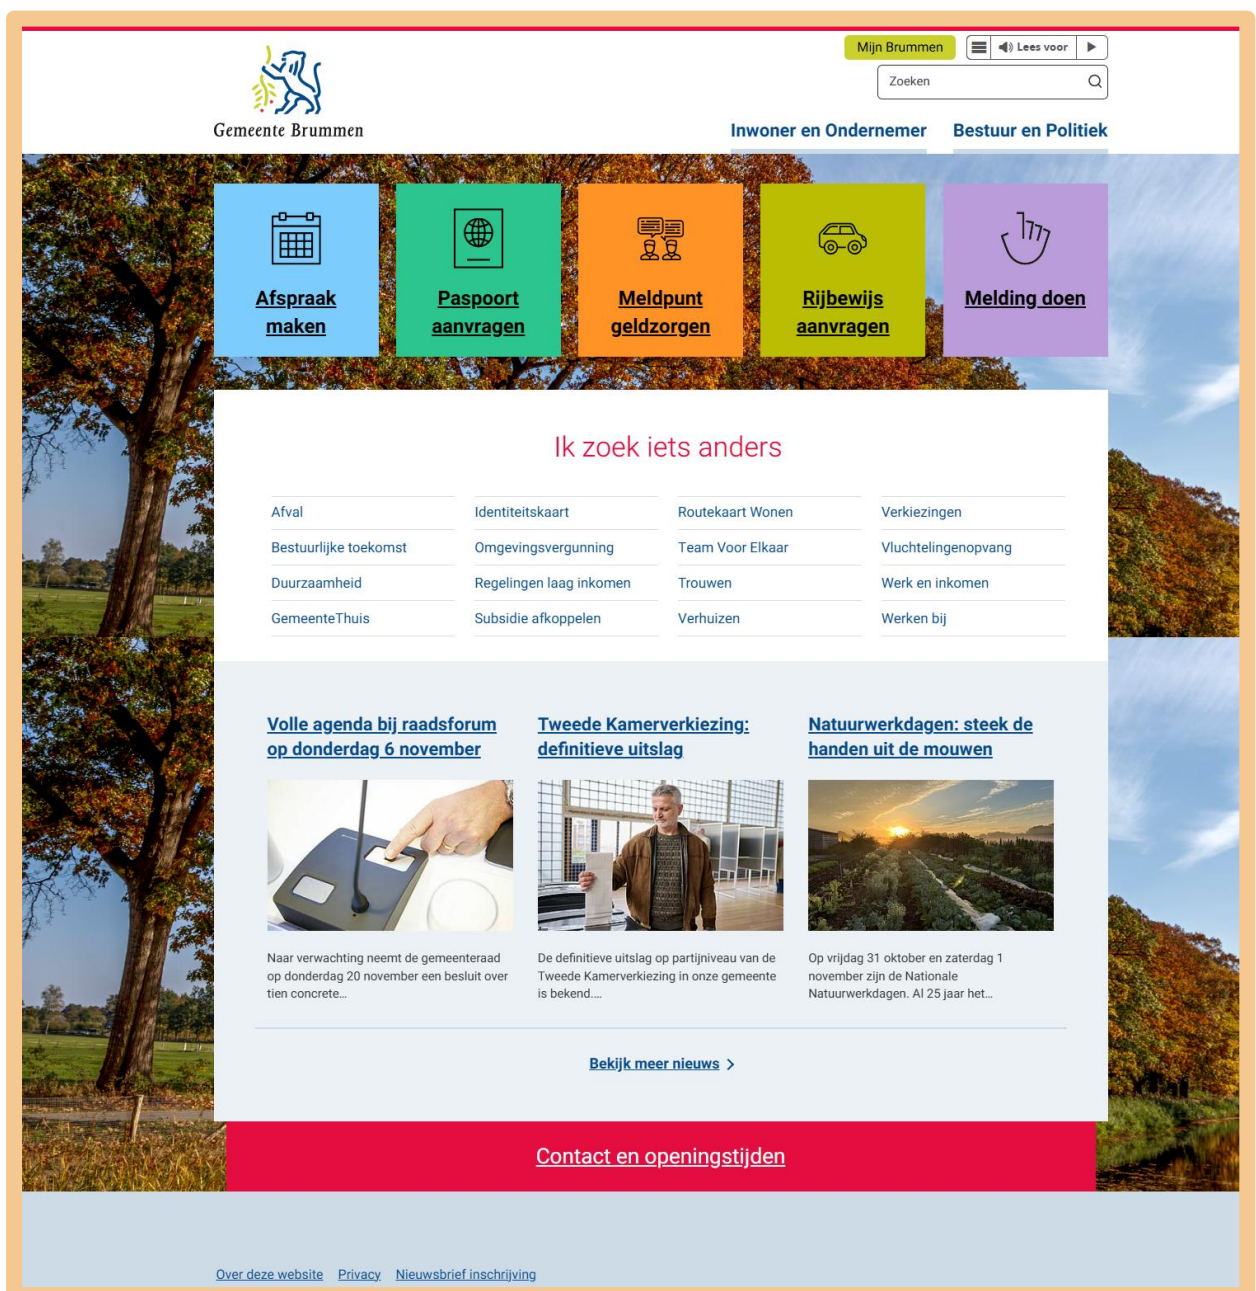 Mijn Brummen
Lees voor
Zoeken
Gemeente Brummen
Inwoner en Ondernemer
Bestuur en Politiek
Afspraak
maken
Paspoort
aanvragen
Meldpunt
geldzorgen
Rijbewijs
aanvragen
Melding doen
Ik zoek iets anders
Afval
Bestuurlijke toekomst
Duurzaamheid
GemeenteThuis
Identiteitskaart
Omgevingsvergunning
Regelingen laag inkomen
Subsidie afkoppelen
Routekaart Wonen
Team Voor Elkaar
Trouwen
Verhuizen
Verkiezingen
Vluchtelingenopvang
Werk en inkomen
Werken bij
Volle agenda bij raadsforum
op donderdag 6 november
Naar verwachting neemt de gemeenteraad
op donderdag 20 november een besluit over
tien concrete...
Tweede Kamerverkiezing:
definitieve uitslag
De definitieve uitslag op partijniveau van de
Tweede Kamerverkiezing in onze gemeente
is bekend....
Natuurwerkdagen: steek de
handen uit de mouwen
Op vrijdag 31 oktober en zaterdag 1
november zijn de Nationale
Natuurwerkdagen. Al 25 jaar het...
Bekijk meer nieuws
Contact en openingstijden
Over deze website
Privacy
Nieuwsbrief inschrijving